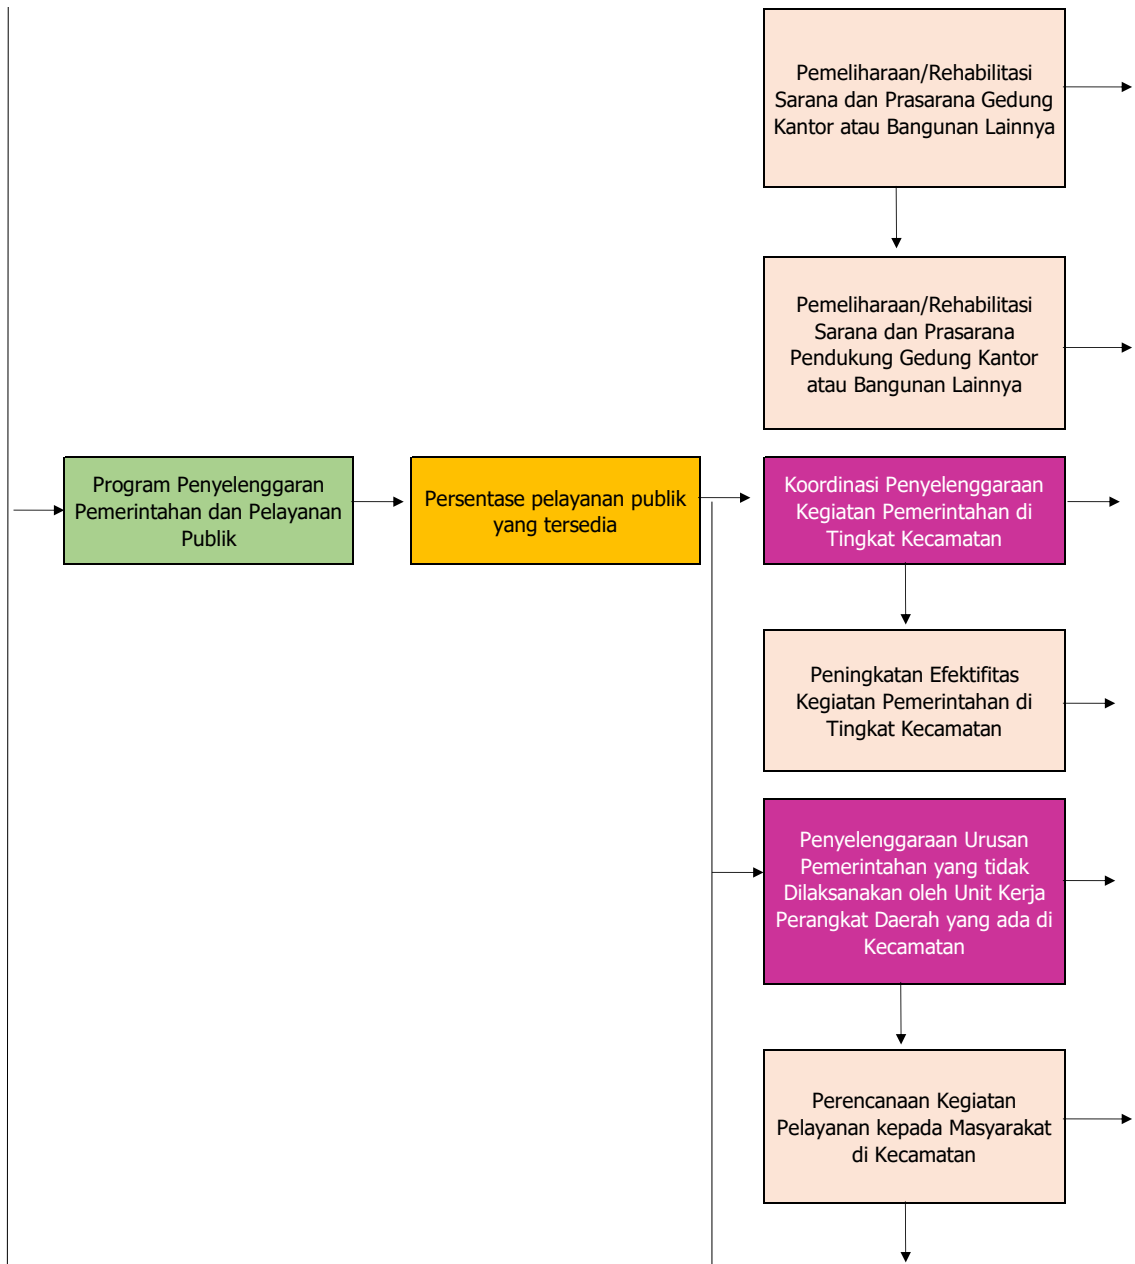 Pemeliharaan/Rehabilitasi
Sarana dan Prasarana Gedung
Kantor atau Bangunan Lainnya
Pemeliharaan/Rehabilitasi
Sarana dan Prasarana
Pendukung Gedung Kantor
atau Bangunan Lainnya
Program Penyelenggaran
Pemerintahan dan Pelayanan
Publik
Persentase pelayanan publik
yang tersedia
Koordinasi Penyelenggaraan
Kegiatan Pemerintahan di
Tingkat Kecamatan
Peningkatan Efektifitas
Kegiatan Pemerintahan di
Tingkat Kecamatan
Penyelenggaraan Urusan
Pemerintahan yang tidak
Dilaksanakan oleh Unit Kerja
Perangkat Daerah yang ada di
Kecamatan
Perencanaan Kegiatan
Pelayanan kepada Masyarakat
di Kecamatan